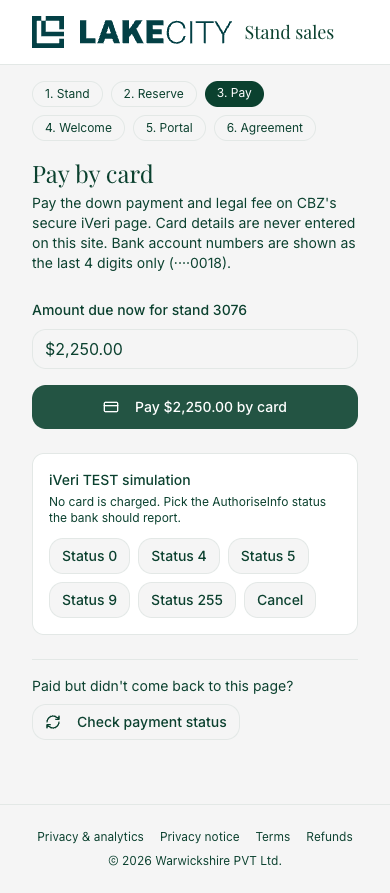 LAKECITY Stand sales
1. Stand
2. Reserve
3. Pay
4. Welcome
5. Portal
6. Agreement
Pay by card
Pay the down payment and legal fee on CBZ's
secure iVeri page. Card details are never entered
on this site. Bank account numbers are shown as
the last 4 digits only (····0018).
Amount due now for stand 3076
$2,250.00
Pay $2,250.00 by card
iVeri TEST simulation
No card is charged. Pick the AuthoriseInfo status
the bank should report.
Status 0
Status 4
Status 5
Status 9
Status 255
Cancel
Paid but didn't come back to this page?
Check payment status
Privacy & analytics
Privacy notice
Terms
Refunds
© 2026 Warwickshire PVT Ltd.